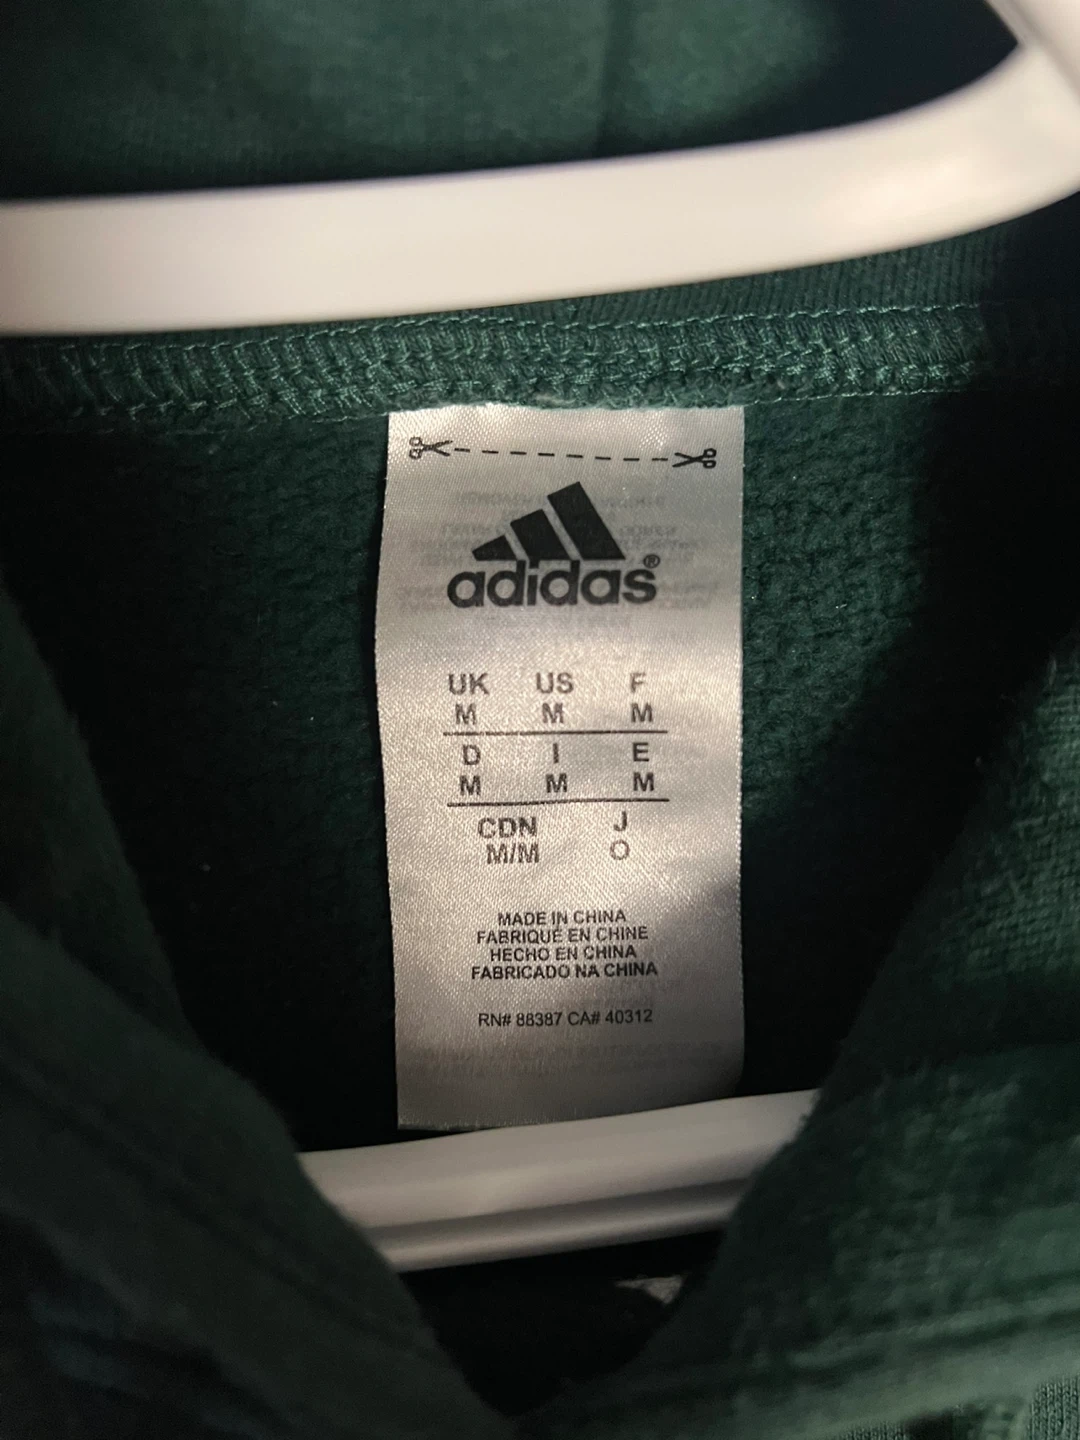 adidas®
UK US F
M M M
D I E
M M M
CDN J
M/M O
MADE IN CHINA
FABRIQUÉ EN CHINE
HECHO EN CHINA
FABRICADO NA CHINA
RN# 88387 CA# 40312